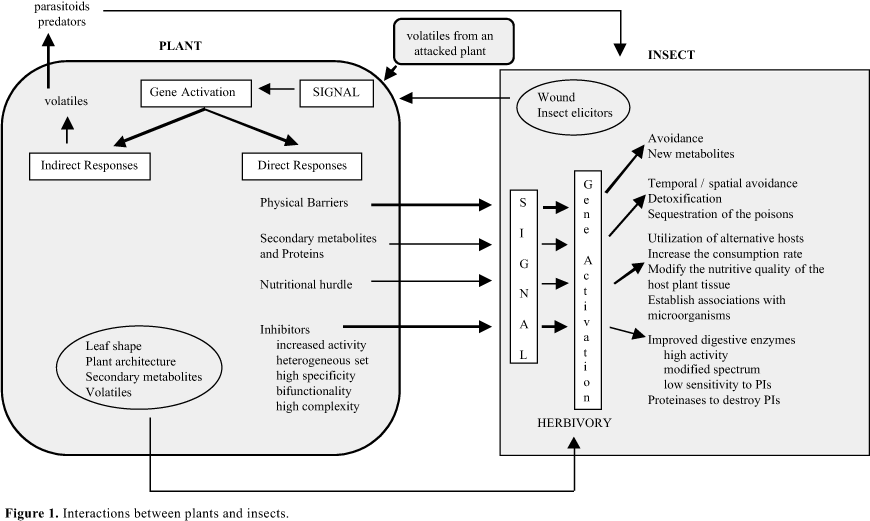 parasitoids
predators
PLANT
volatiles from an
attacked plant
INSECT
Gene Activation
SIGNAL
volatiles
Wound
Insect elicitors
Indirect Responses
Direct Responses
Avoidance
New metabolites
Physical Barriers
Secondary metabolites
and Proteins
Nutritional hurdle
Inhibitors
increased activity
heterogeneous set
high specificity
bifunctionality
high complexity
SIGNAL
Gene Activation
Temporal / spatial avoidance
Detoxification
Sequestration of the poisons
Utilization of alternative hosts
Increase the consumption rate
Modify the nutritive quality of the
host plant tissue
Establish associations with
microorganisms
Improved digestive enzymes
high activity
modified spectrum
low sensitivity to PIs
Proteinases to destroy PIs
Leaf shape
Plant architecture
Secondary metabolites
Volatiles
HERBIVORY
Figure 1. Interactions between plants and insects.